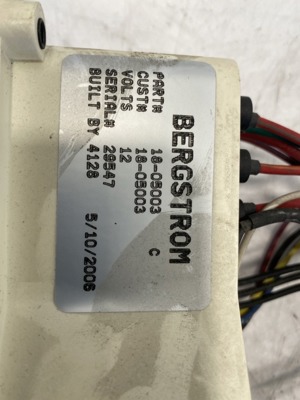 BERGSTROM
PART# 18-05003 C
CUST# 18-05003
VOLTS 12
SERIAL# 29547
BUILT BY 4128 5/10/2006